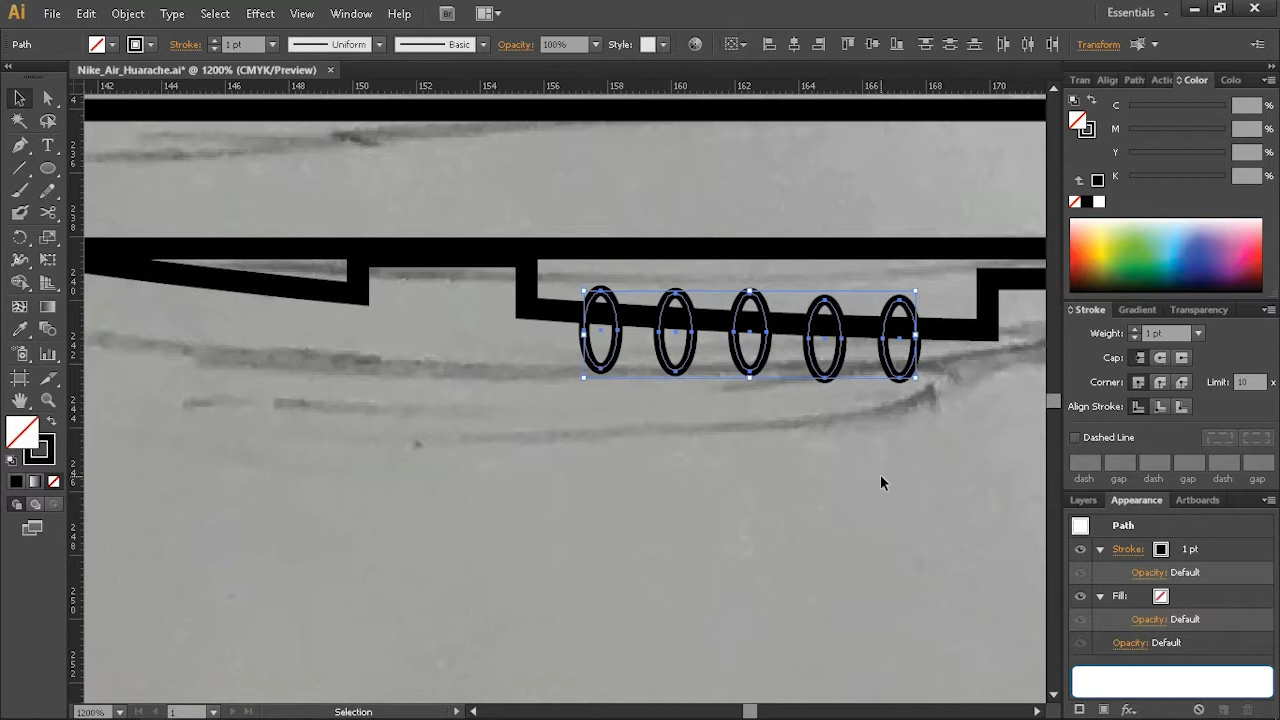 Ai File Edit Object Type Select Effect View Window Help Br Essentials
Path Stroke: 1 pt Uniform Basic Opacity: 100% Style: Transform
Nike_Air_Huarache.ai* @ 1200% (CMYK/Preview) ×
142 144 146 148 150 152 154 156 158 160 162 164 166 168 170
Tran Align Path Actio Color Colo
C %
M %
Y %
K %
Stroke Gradient Transparency
Weight: 1 pt
Cap:
Corner: Limit: 10 x
Align Stroke:
Dashed Line
dash gap dash gap dash gap
Layers Appearance Artboards
Path
Stroke: 1 pt
Opacity: Default
Fill:
Opacity: Default
Opacity: Default
fx
1200% 1 Selection